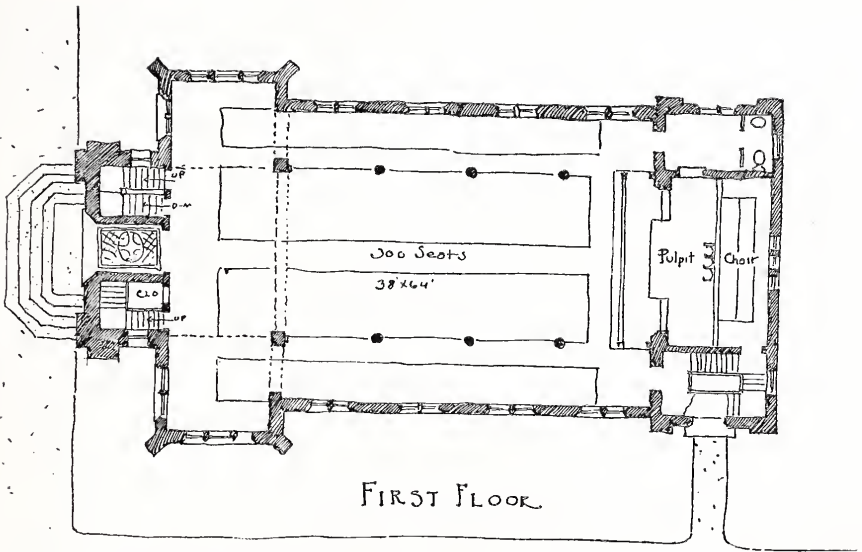 UP
D-N
300 Seats
38'x64'
Pulpit
Choir
CLO
UP
FIRST FLOOR